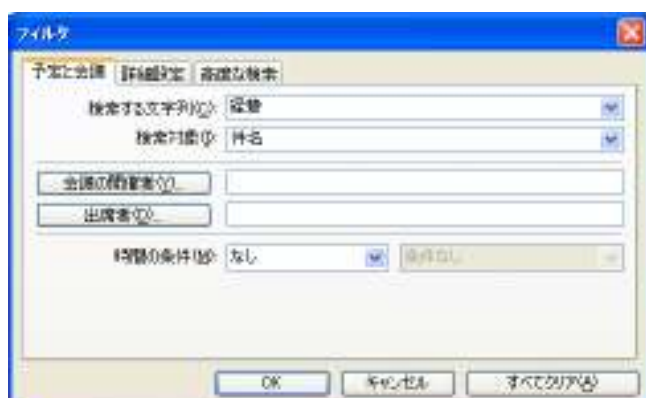 フィルタ
予定と会議 詳細設定 高度な検索
検索する文字列(C): 経替
検索対象(I): 件名
会議の開催者(Y)...
出席者(D)...
時間の条件(M): なし 条件なし
OK キャンセル すべてクリア(A)